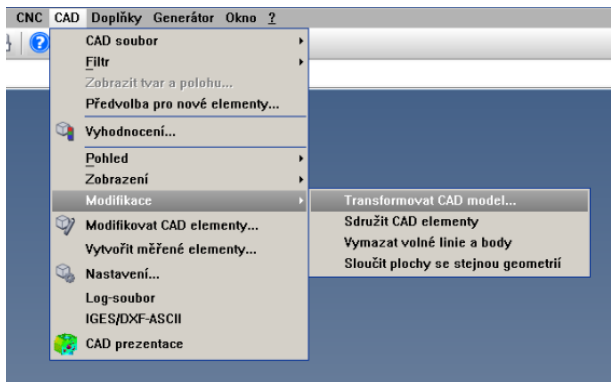 CNC CAD Doplňky Generátor Okno ?
CAD soubor
Filtr
Zobrazit tvar a polohu...
Předvolba pro nové elementy...
Vyhodnocení...
Pohled
Zobrazení
Modifikace
Transformovat CAD model...
Modifikovat CAD elementy...
Sdružit CAD elementy
Vytvořit měřené elementy...
Vymazat volné linie a body
Nastavení...
Sloučit plochy se stejnou geometrií
Log-soubor
IGES/DXF-ASCII
CAD prezentace